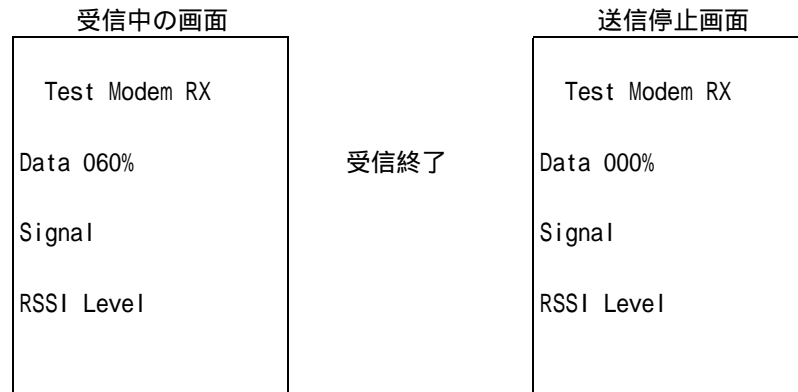 受信中の画面
Test Modem RX
Data 060%
Signal
RSSI Level
受信終了
送信停止画面
Test Modem RX
Data 000%
Signal
RSSI Level